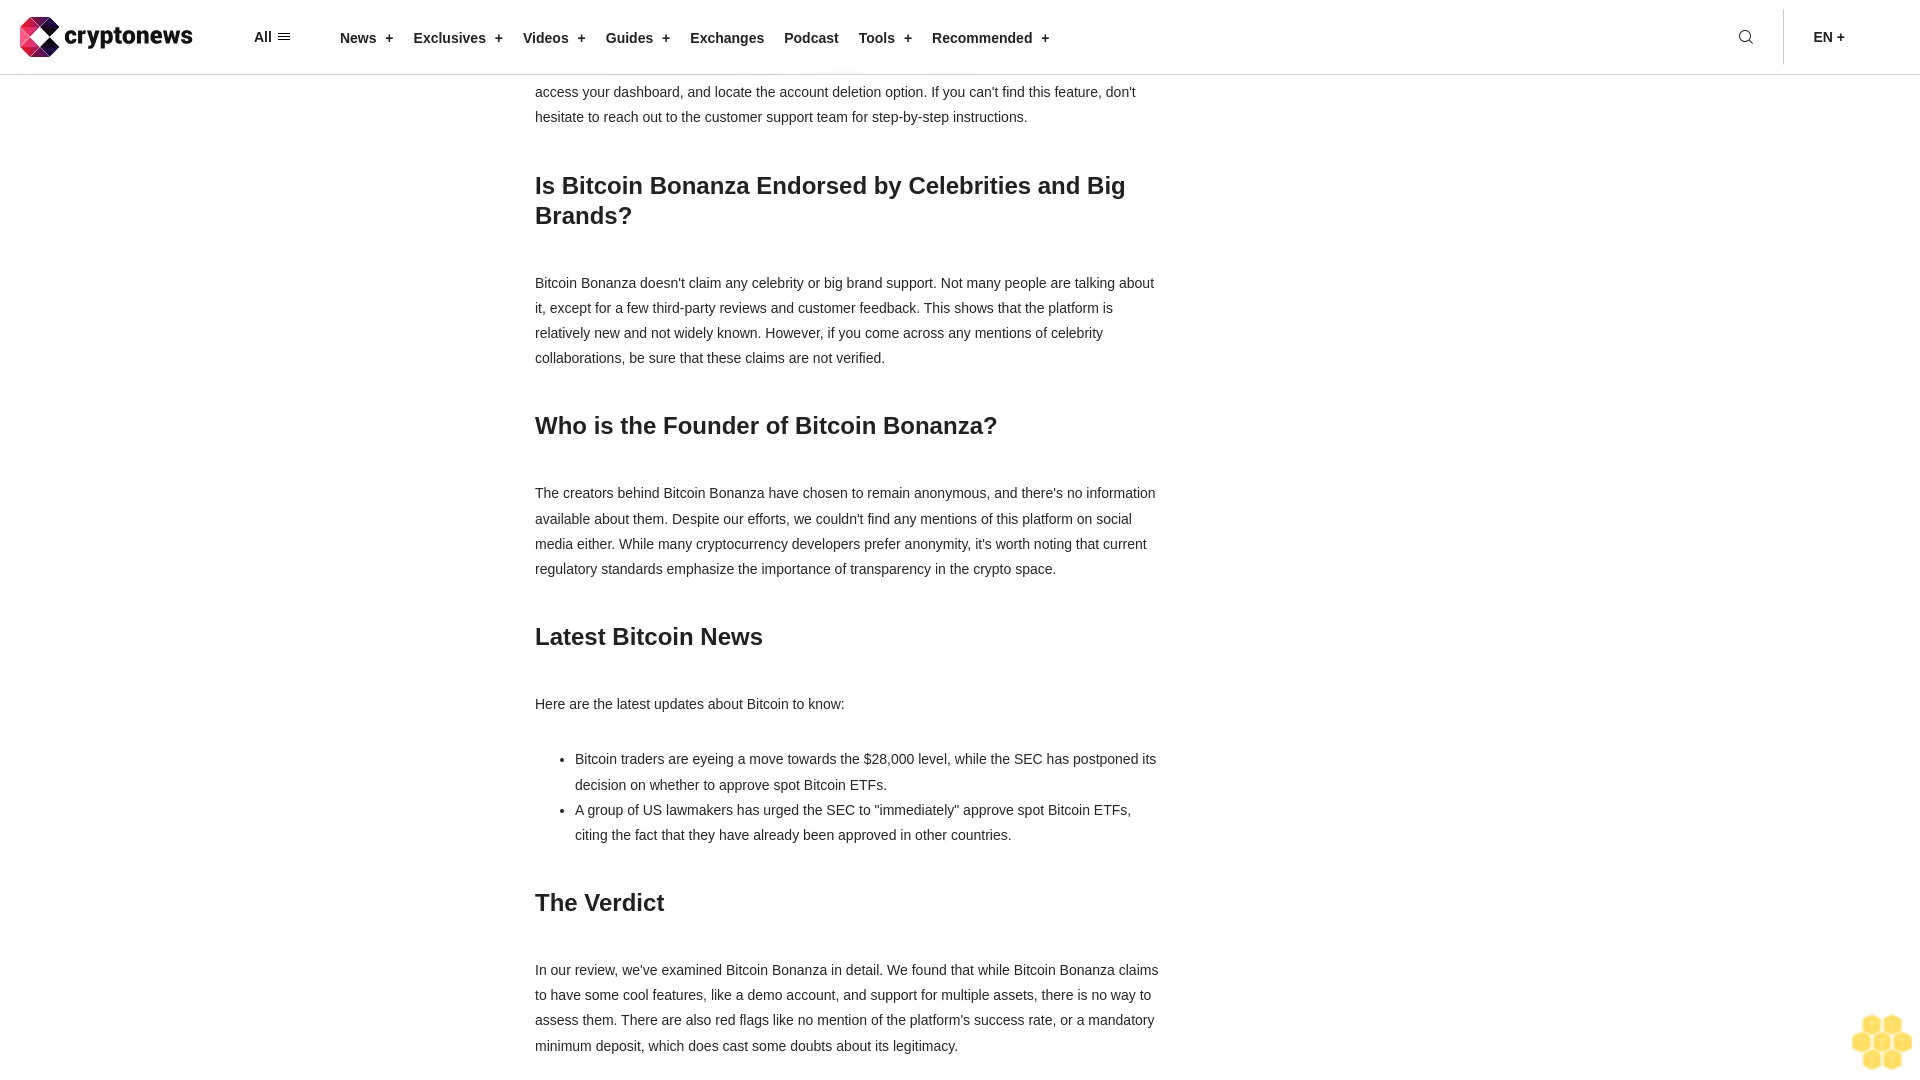 cryptonews
All
News +
Exclusives +
Videos +
Guides +
Exchanges
Podcast
Tools +
Recommended +
EN +
access your dashboard, and locate the account deletion option. If you can't find this feature, don't
hesitate to reach out to the customer support team for step-by-step instructions.
Is Bitcoin Bonanza Endorsed by Celebrities and Big
Brands?
Bitcoin Bonanza doesn't claim any celebrity or big brand support. Not many people are talking about
it, except for a few third-party reviews and customer feedback. This shows that the platform is
relatively new and not widely known. However, if you come across any mentions of celebrity
collaborations, be sure that these claims are not verified.
Who is the Founder of Bitcoin Bonanza?
The creators behind Bitcoin Bonanza have chosen to remain anonymous, and there's no information
available about them. Despite our efforts, we couldn't find any mentions of this platform on social
media either. While many cryptocurrency developers prefer anonymity, it's worth noting that current
regulatory standards emphasize the importance of transparency in the crypto space.
Latest Bitcoin News
Here are the latest updates about Bitcoin to know:
• Bitcoin traders are eyeing a move towards the $28,000 level, while the SEC has postponed its
decision on whether to approve spot Bitcoin ETFs.
• A group of US lawmakers has urged the SEC to "immediately" approve spot Bitcoin ETFs,
citing the fact that they have already been approved in other countries.
The Verdict
In our review, we've examined Bitcoin Bonanza in detail. We found that while Bitcoin Bonanza claims
to have some cool features, like a demo account, and support for multiple assets, there is no way to
assess them. There are also red flags like no mention of the platform's success rate, or a mandatory
minimum deposit, which does cast some doubts about its legitimacy.